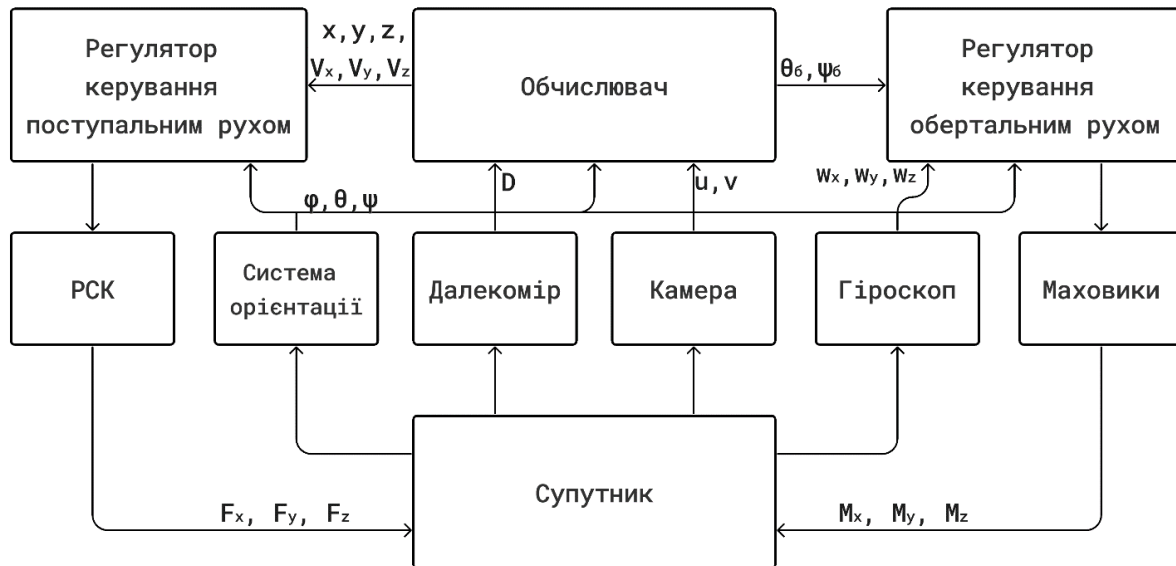 Регулятор
керування
поступальним рухом
x,y,z,
Vx,Vy,Vz
Обчислювач
θб,ψб
Регулятор
керування
обертальним рухом
φ,θ,ψ
D
u,v
wx,wy,wz
РСК
Система
орієнтації
Далекомір
Камера
Гіроскоп
Маховики
Супутник
Fx, Fy, Fz
Mx, My, Mz